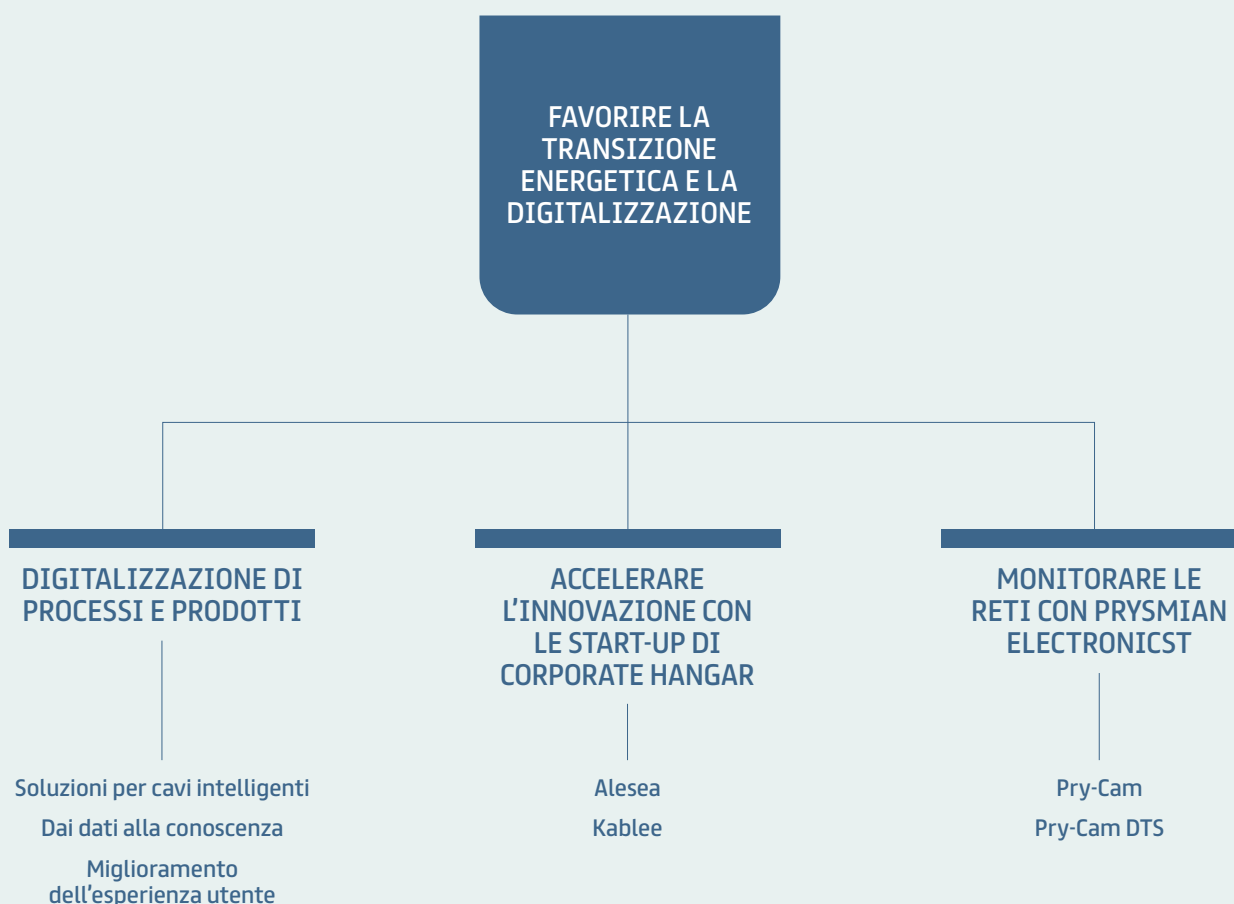 FAVORIRE LA
TRANSIZIONE
ENERGETICA E LA
DIGITALIZZAZIONE
DIGITALIZZAZIONE DI
PROCESSI E PRODOTTI
Soluzioni per cavi intelligenti
Dai dati alla conoscenza
Miglioramento
dell'esperienza utente
ACCELERARE
L'INNOVAZIONE CON
LE START-UP DI
CORPORATE HANGAR
Alesea
Kablee
MONITORARE LE
RETI CON PRYSMIAN
ELECTRONICST
Pry-Cam
Pry-Cam DTS